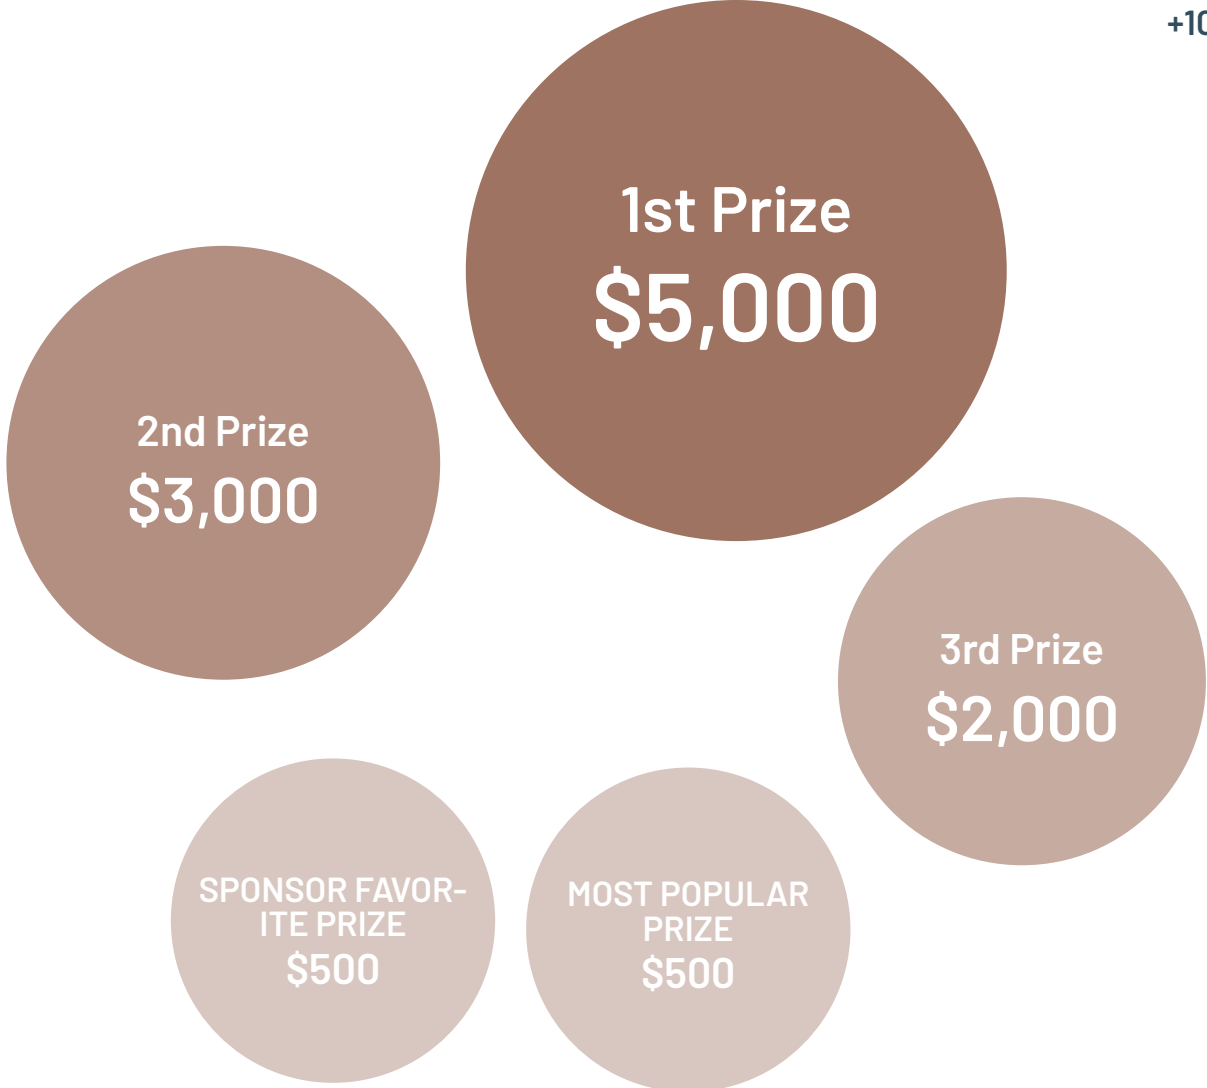 1st Prize
$5,000
2nd Prize
$3,000
3rd Prize
$2,000
SPONSOR FAVOR-
ITE PRIZE
$500
MOST POPULAR
PRIZE
$500